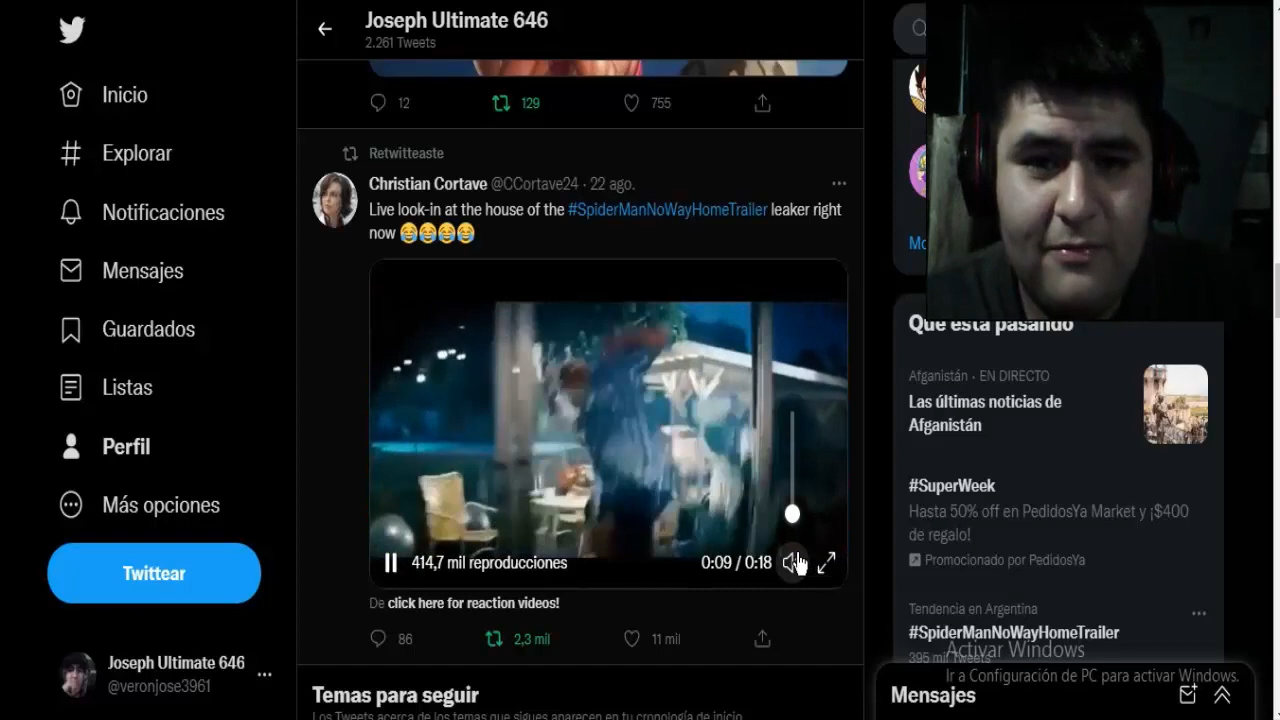 Inicio
Explorar
Notificaciones
Mensajes
Guardados
Listas
Perfil
Más opciones
Twittear
Joseph Ultimate 646
@veronjose3961
Joseph Ultimate 646
2.261 Tweets
12
129
755
Retwitteaste
Christian Cortave @CCortave24 · 22 ago.
Live look-in at the house of the #SpiderManNoWayHomeTrailer leaker right
now 😂😂😂😂
414,7 mil reproducciones
0:09 / 0:18
De click here for reaction videos!
86
2,3 mil
11 mil
Temas para seguir
Los Tweets acerca de los temas que sigues aparecen en tu cronología de inicio
Mo
Qué está pasando
Afganistán · EN DIRECTO
Las últimas noticias de
Afganistán
#SuperWeek
Hasta 50% off en PedidosYa Market y ¡$400
de regalo!
Promocionado por PedidosYa
Tendencia en Argentina
#SpiderManNoWayHomeTrailer
395 mil Tweets
Activar Windows
Ir a Configuración de PC para activar Windows.
Mensajes